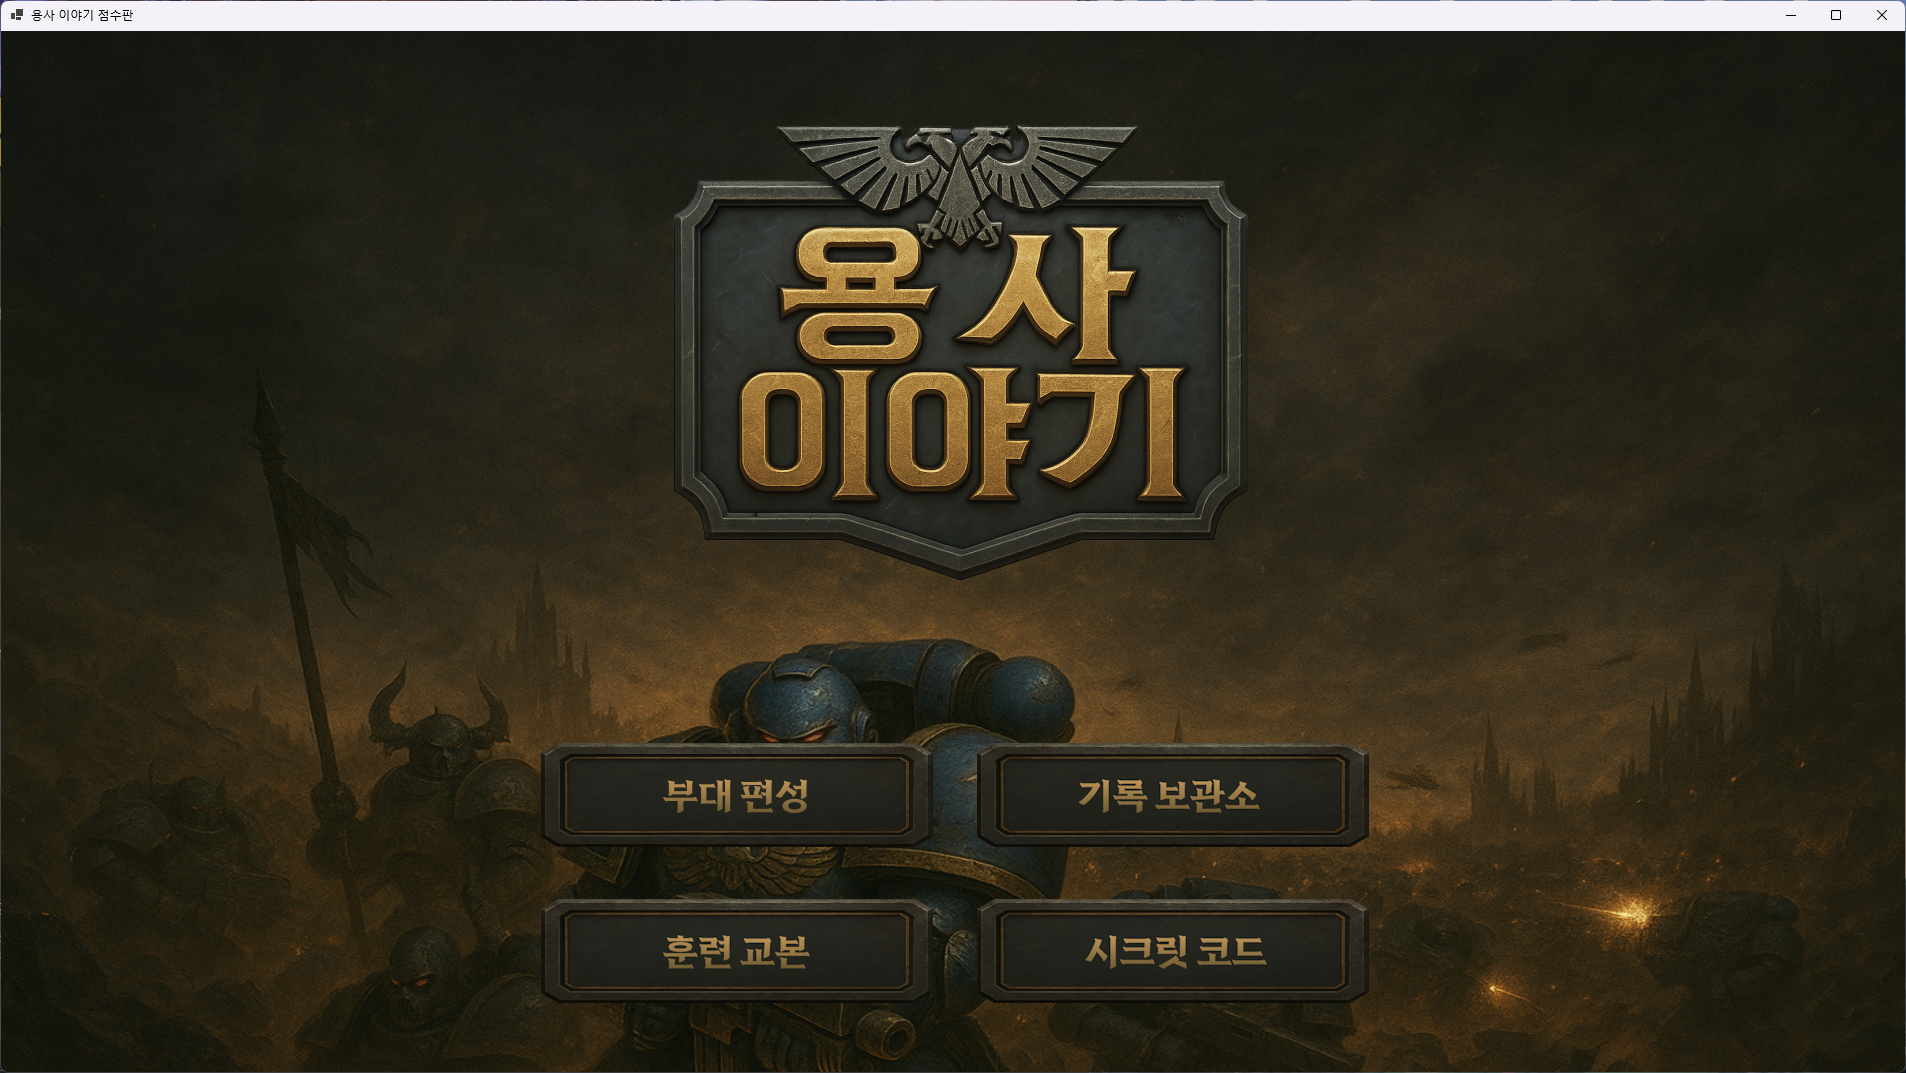 용사 이야기 점수판
용사
이야기
부대 편성
기록 보관소
훈련 교본
시크릿 코드